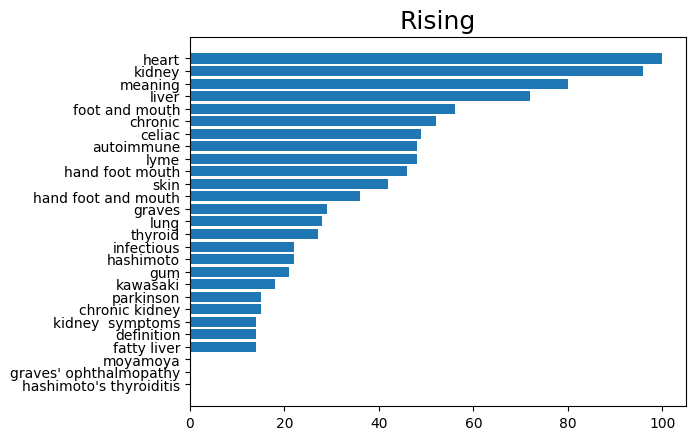 Rising
heart
kidney
meaning
liver
foot and mouth
chronic
celiac
autoimmune
lyme
hand foot mouth
skin
hand foot and mouth
graves
lung
thyroid
infectious
hashimoto
gum
kawasaki
parkinson
chronic kidney
kidney  symptoms
definition
fatty liver
moyamoya
graves' ophthalmopathy
hashimoto's thyroiditis
0 20 40 60 80 100